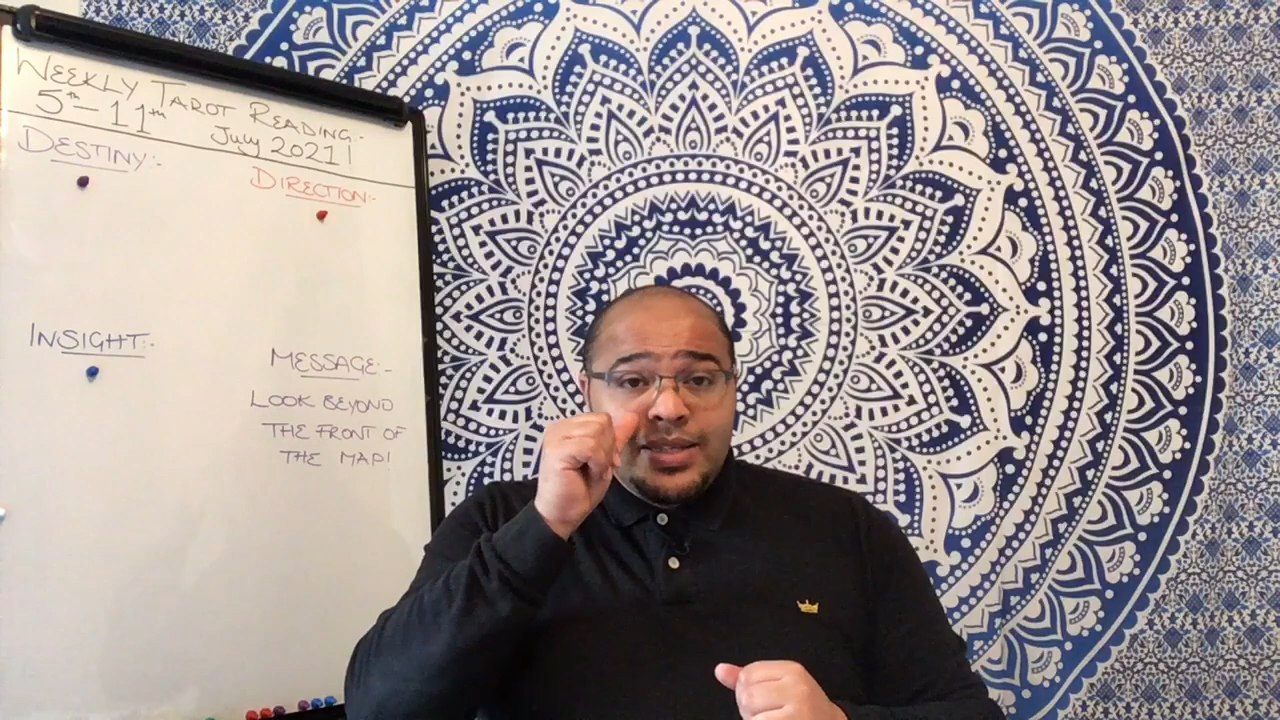 WEEKLY TAROT READING:-
5th - 11th July 2021!
DESTINY:-
DIRECTION:-
INSIGHT:-
MESSAGE:-
LOOK BEYOND
THE FRONT OF
THE MAP!